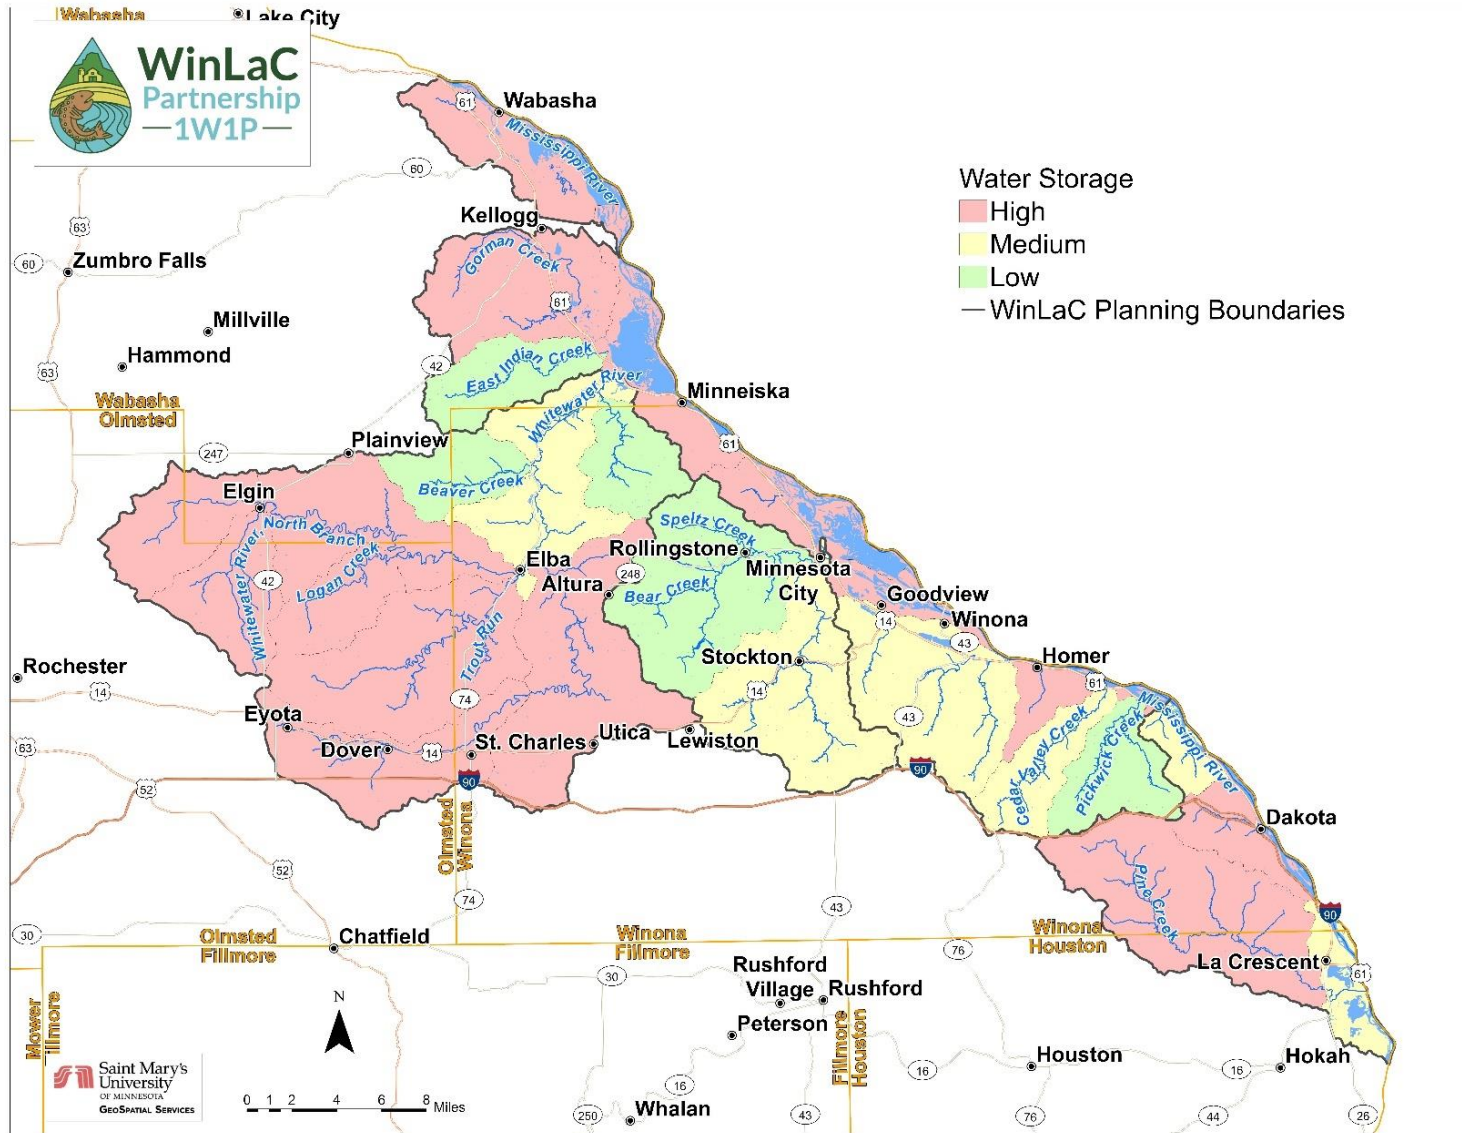 Wabasha
Lake City
WinLaC
Partnership
1W1P
61
Wabasha
Mississippi River
60
63
Kellogg
Gorman Creek
60
Zumbro Falls
61
Millville
Hammond
63
42
East Indian Creek
Whitewater River
Minneiska
Wabasha
Olmsted
61
Plainview
247
Beaver Creek
Elgin
Whitewater River, North Branch
Logan Creek
42
Speltz Creek
Rollingstone
Elba
Altura
248
Bear Creek
Minnesota
City
Goodview
14
Winona
43
Trout Run
Stockton
Homer
61
Rochester
14
74
14
43
Eyota
Dover
14
St. Charles
Utica
Lewiston
Cedar Valley Creek
Pickwick Creek
Mississippi River
63
52
90
90
Olmsted
Winona
Dakota
52
Pine Creek
74
43
90
30
Olmsted
Fillmore
Chatfield
Winona
Fillmore
76
Winona
Houston
La Crescent
61
30
Rushford
Village
Rushford
Peterson
Mower
Fillmore
Fillmore
Houston
16
Houston
16
Hokah
16
Whalan
250
43
76
44
26
Water Storage
High
Medium
Low
WinLaC Planning Boundaries
N
0 1 2 4 6 8 Miles
Saint Mary's
University
OF MINNESOTA
GEOSPATIAL SERVICES